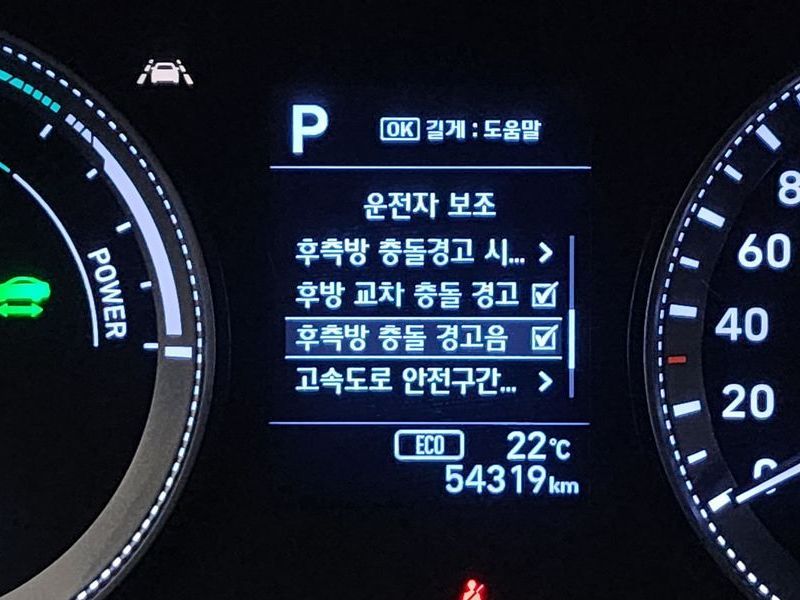 P
OK 길게 : 도움말
운전자 보조
후측방 충돌경고 시...
후방 교차 충돌 경고
후측방 충돌 경고음
고속도로 안전구간...
ECO 22°C
54319km
POWER
80
60
40
20
0